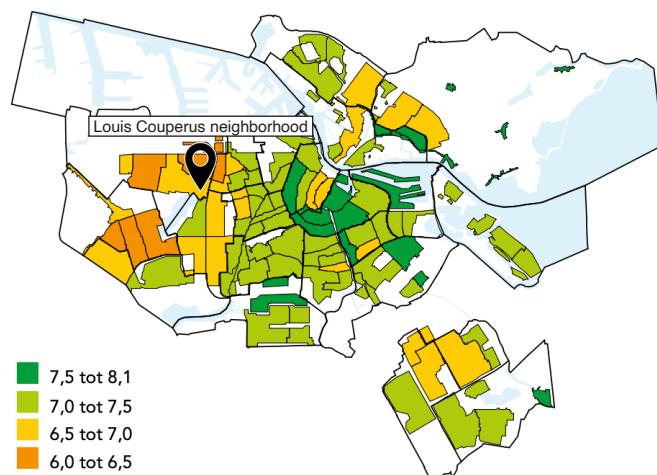 Louis Couperus neighborhood
7,5 tot 8,1
7,0 tot 7,5
6,5 tot 7,0
6,0 tot 6,5